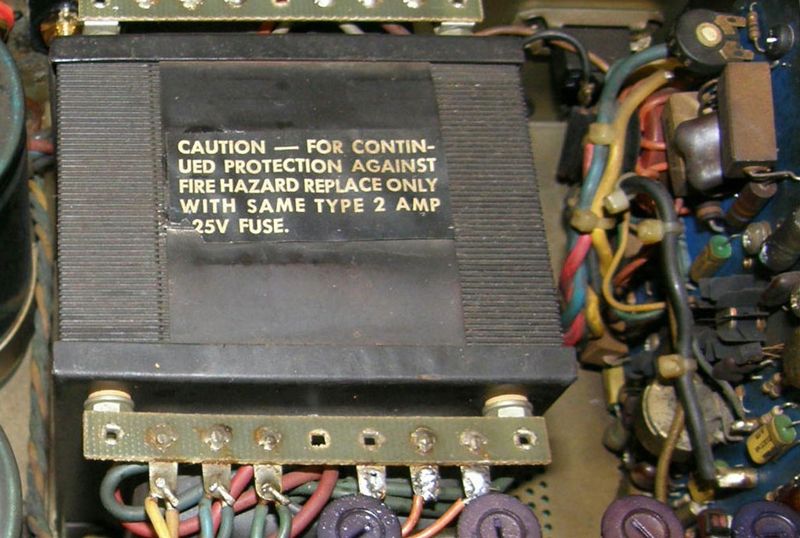 CAUTION — FOR CONTIN-
UED PROTECTION AGAINST
FIRE HAZARD REPLACE ONLY
WITH SAME TYPE 2 AMP
25V FUSE.